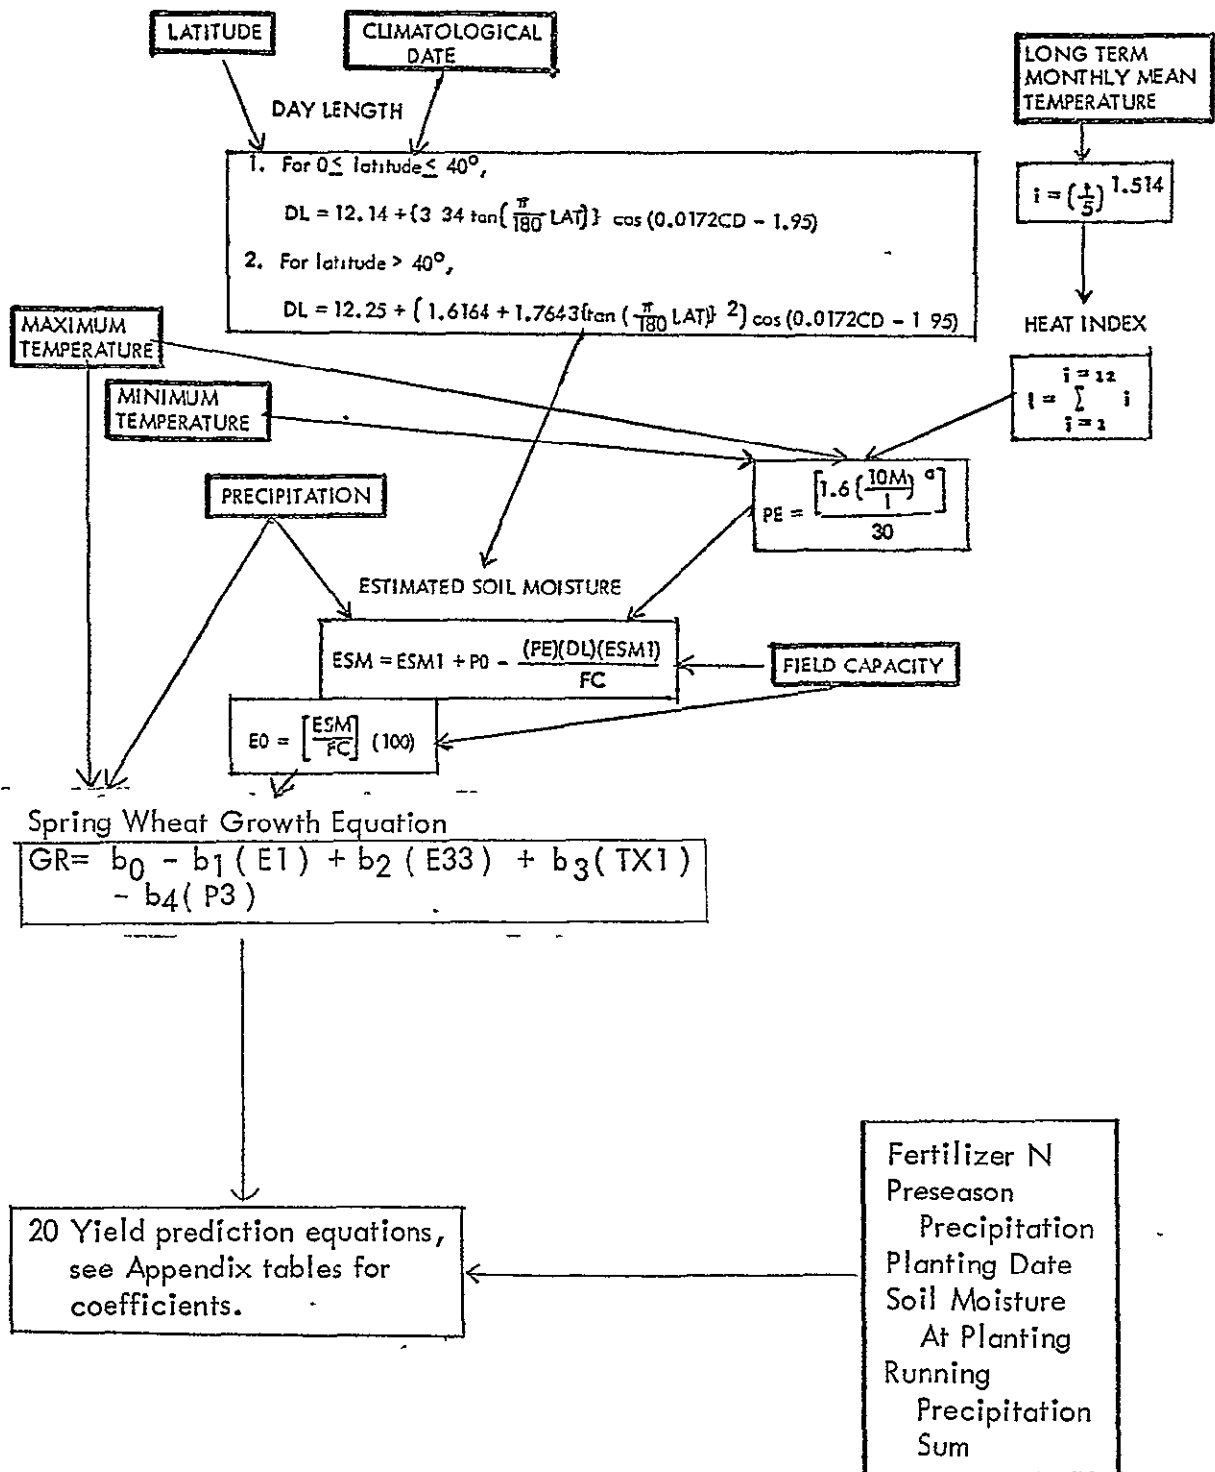 LATITUDE
CLIMATOLOGICAL
DATE
LONG TERM
MONTHLY MEAN
TEMPERATURE
DAY LENGTH
1. For 0≤ latitude≤ 40°,
DL = 12.14 + {3 34 tan(π/180 LAT)} cos (0.0172CD - 1.95)
2. For latitude > 40°,
DL = 12.25 + { 1.6164 + 1.7643{tan (π/180 LAT)} 2) cos (0.0172CD - 1 95)
i = (t/5) 1.514
HEAT INDEX
i = 12
I = ∑ i
i = 1
MAXIMUM
TEMPERATURE
MINIMUM
TEMPERATURE
PRECIPITATION
PE = [1.6 (10M/I) a] / 30
ESTIMATED SOIL MOISTURE
ESM = ESM1 + P0 - (PE)(DL)(ESM1) / FC
FIELD CAPACITY
E0 = [ESM/FC] (100)
Spring Wheat Growth Equation
GR= b0 - b1 ( E1 ) + b2 ( E33 ) + b3 ( TX1 )
- b4 ( P3 )
20 Yield prediction equations,
see Appendix tables for
coefficients.
Fertilizer N
Preseason
Precipitation
Planting Date
Soil Moisture
At Planting
Running
Precipitation
Sum